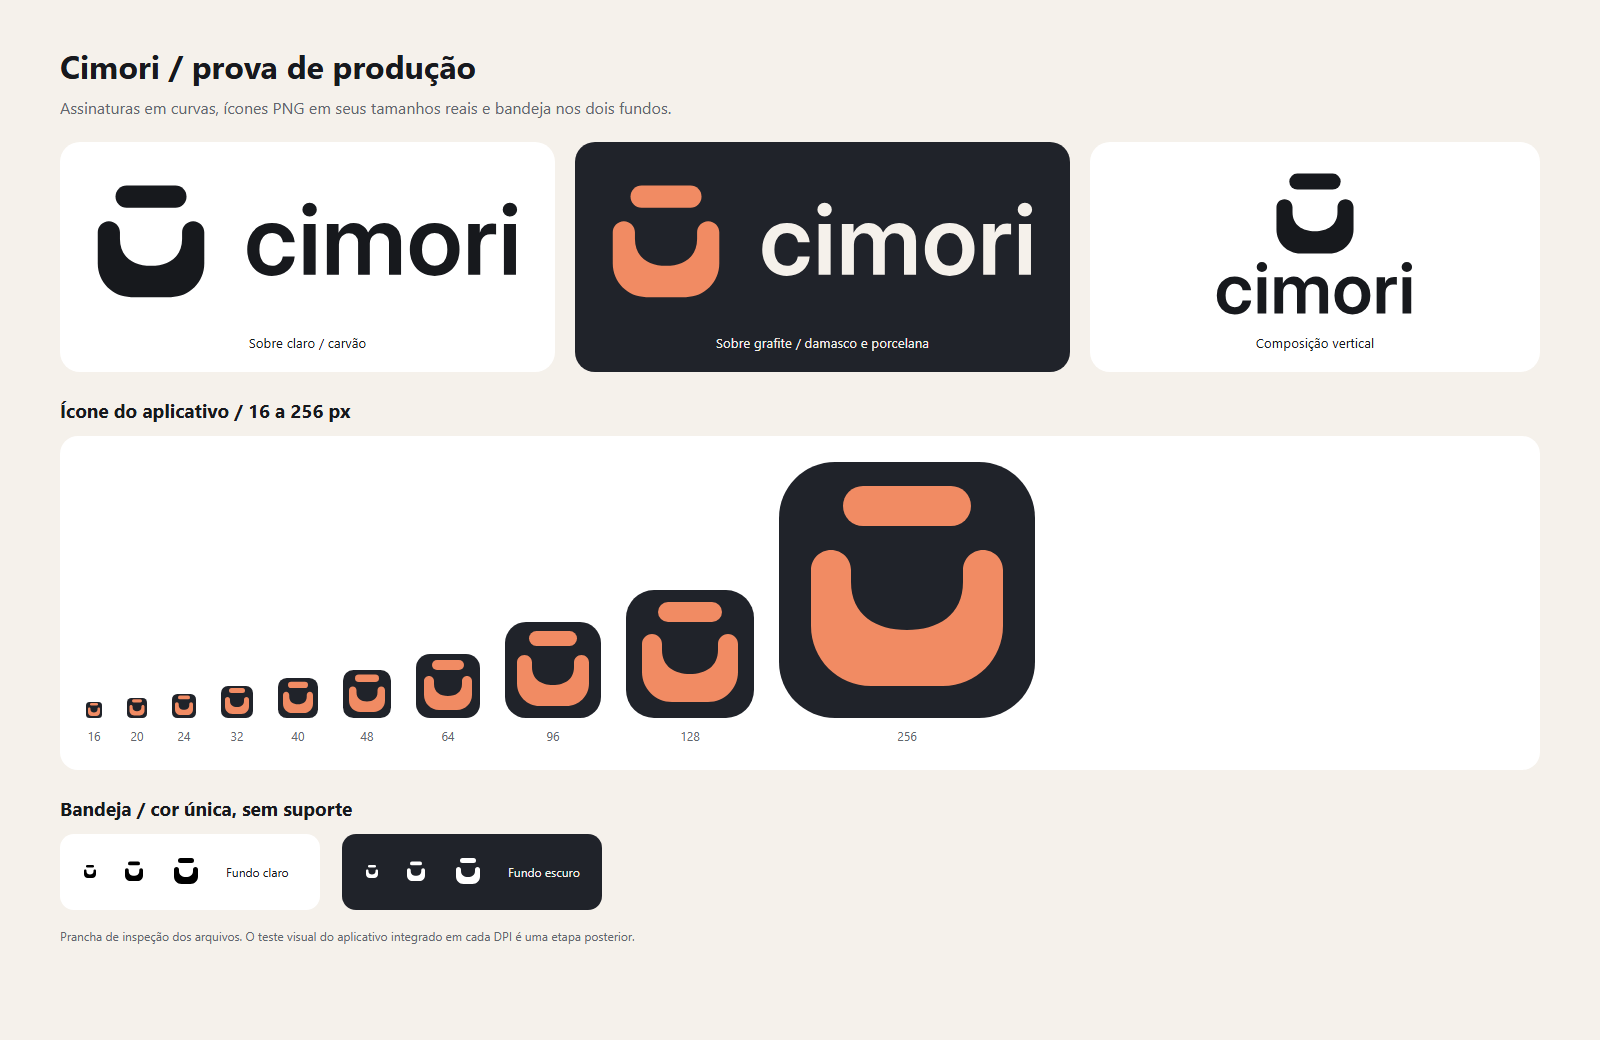 Cimori / prova de produção
Assinaturas em curvas, ícones PNG em seus tamanhos reais e bandeja nos dois fundos.
cimori
Sobre claro / carvão
cimori
Sobre grafite / damasco e porcelana
cimori
Composição vertical
Ícone do aplicativo / 16 a 256 px
16 20 24 32 40 48 64 96 128 256
Bandeja / cor única, sem suporte
Fundo claro
Fundo escuro
Prancha de inspeção dos arquivos. O teste visual do aplicativo integrado em cada DPI é uma etapa posterior.